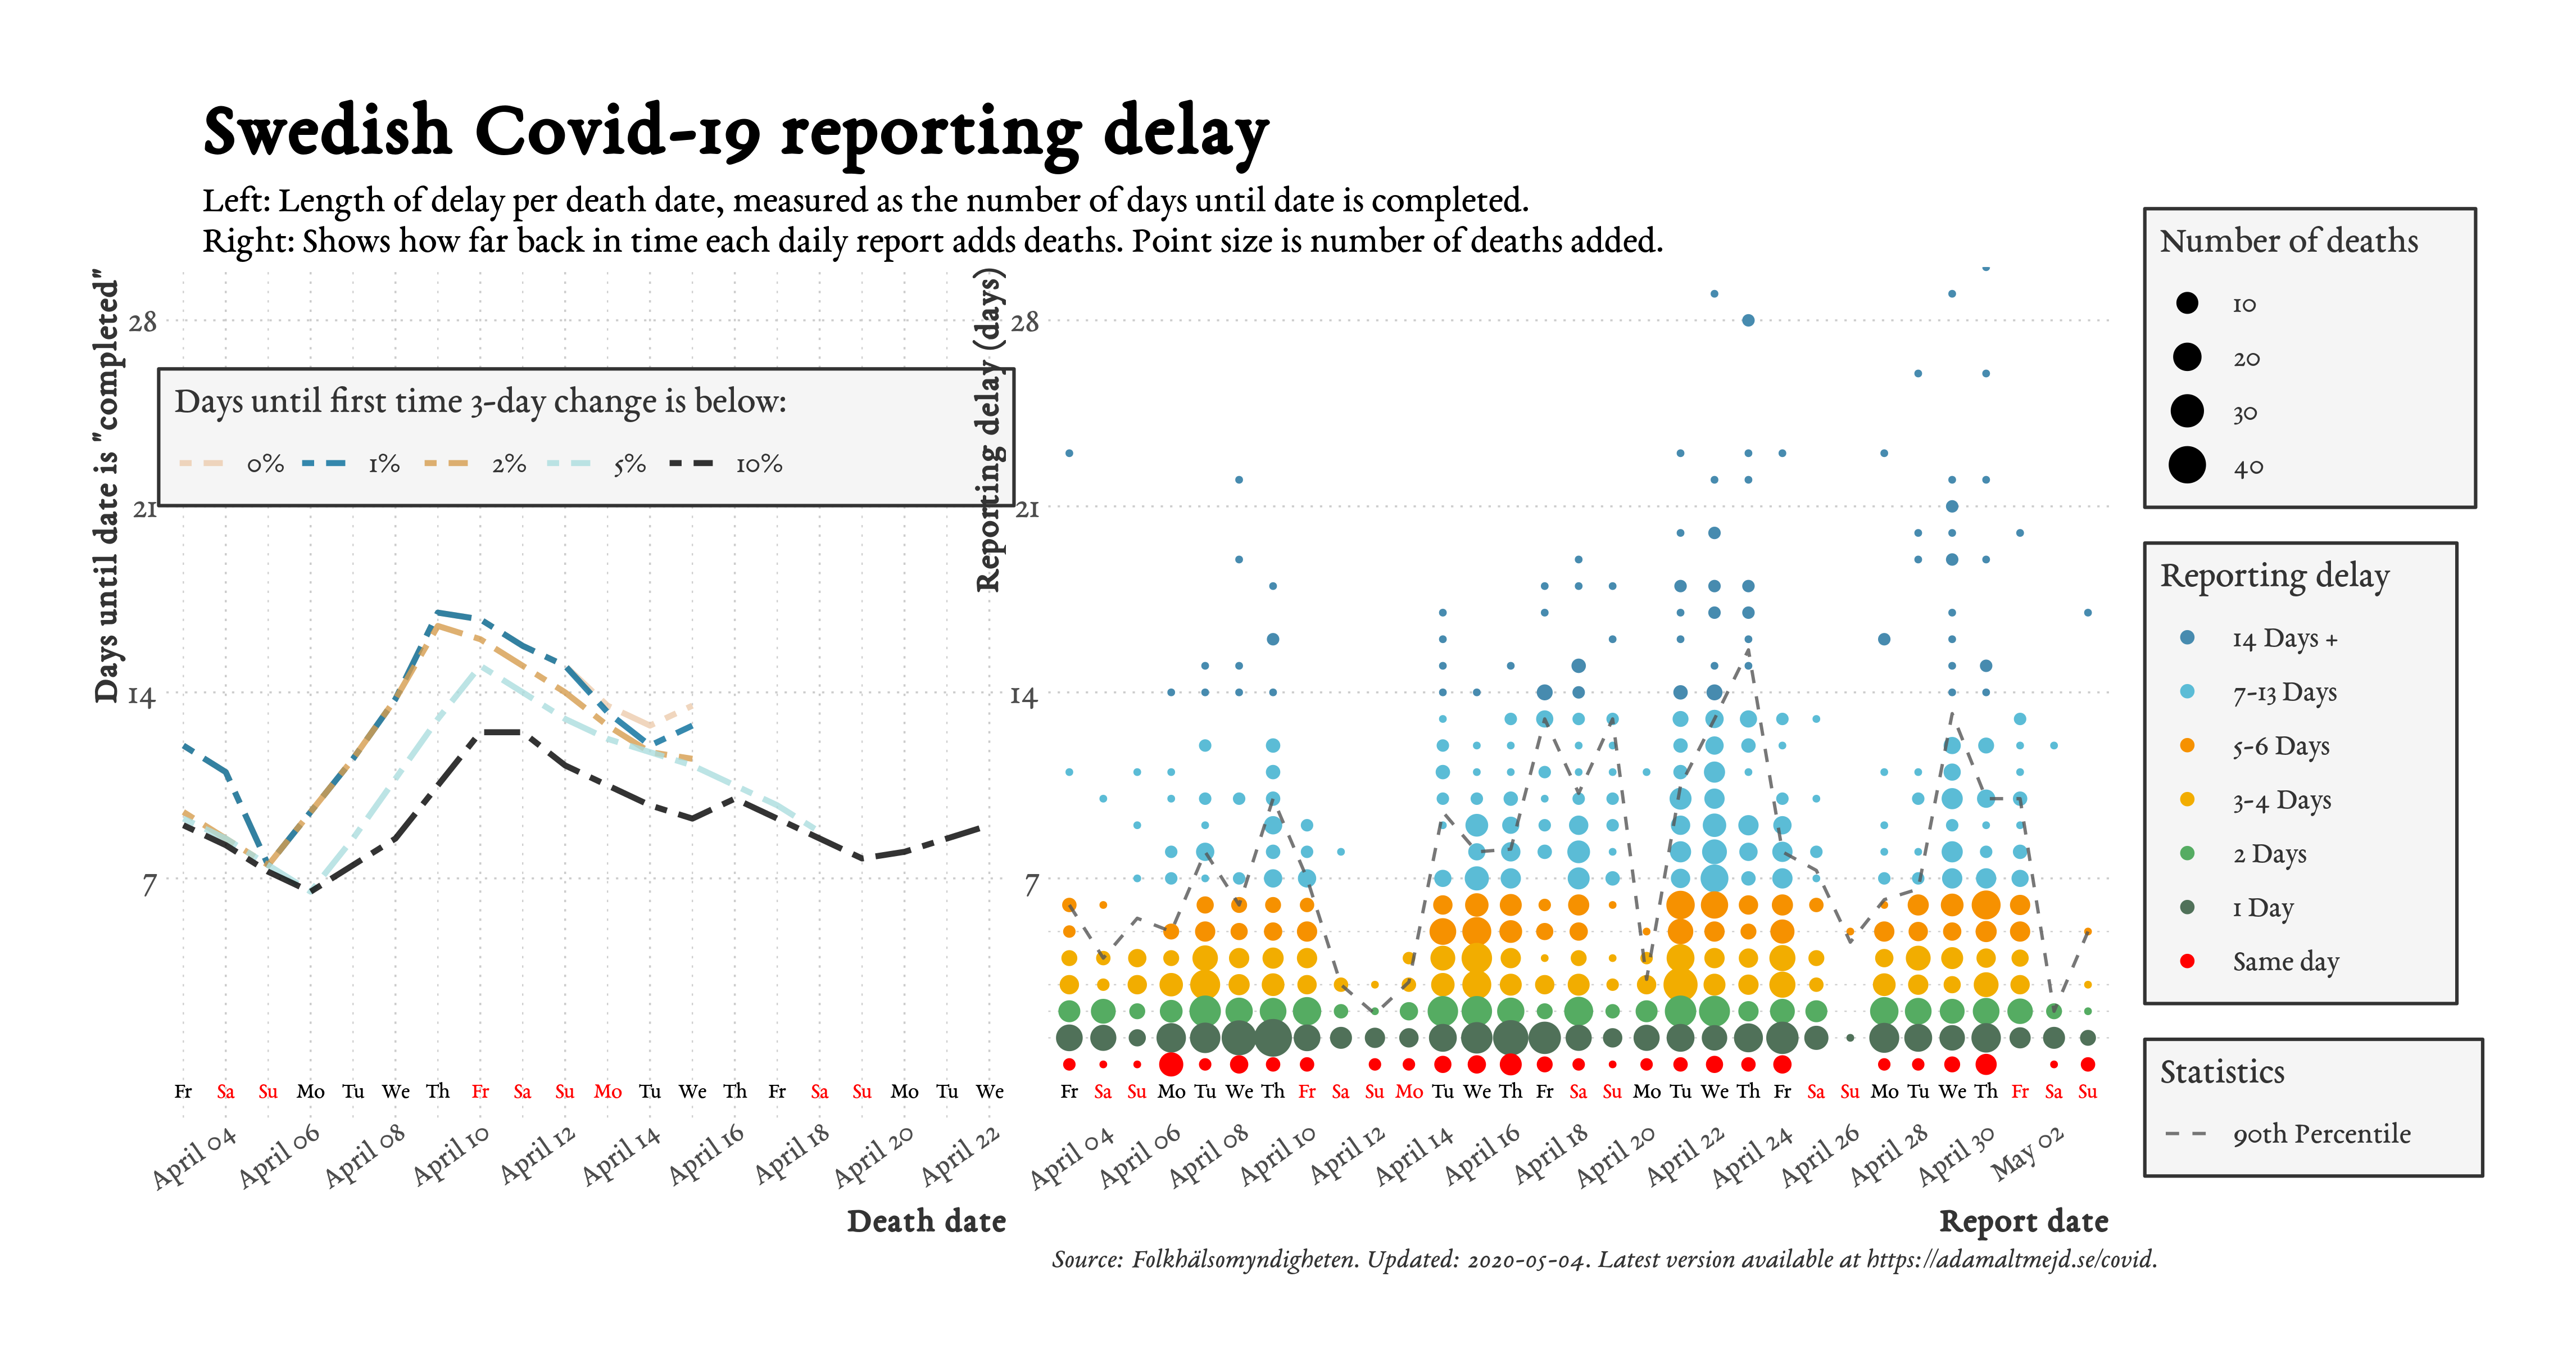 Swedish Covid-19 reporting delay
Left: Length of delay per death date, measured as the number of days until date is completed.
Right: Shows how far back in time each daily report adds deaths. Point size is number of deaths added.
Days until date is "completed"
28
21
14
7
Days until first time 3-day change is below:
0% 1% 2% 5% 10%
Fr Sa Su Mo Tu We Th Fr Sa Su Mo Tu We Th Fr Sa Su Mo Tu We
April 04 April 06 April 08 April 10 April 12 April 14 April 16 April 18 April 20 April 22
Death date
Reporting delay (days)
28
21
14
7
Fr Sa Su Mo Tu We Th Fr Sa Su Mo Tu We Th Fr Sa Su Mo Tu We Th Fr Sa Su Mo Tu We Th Fr Sa Su
April 04 April 06 April 08 April 10 April 12 April 14 April 16 April 18 April 20 April 22 April 24 April 26 April 28 April 30 May 02
Report date
Number of deaths
10
20
30
40
Reporting delay
14 Days +
7-13 Days
5-6 Days
3-4 Days
2 Days
1 Day
Same day
Statistics
90th Percentile
Source: Folkhälsomyndigheten. Updated: 2020-05-04. Latest version available at https://adamaltmejd.se/covid.